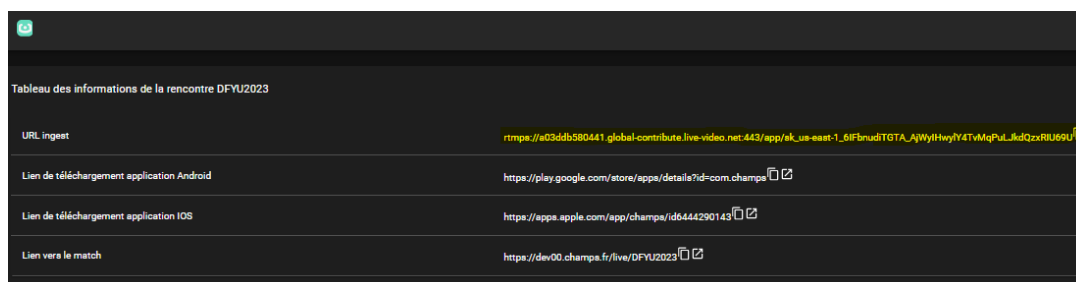 Tableau des informations de la rencontre DFYU2023
URL ingest
rtmps://a03ddb580441.global-contribute.live-video.net:443/app/sk_us-east-1_6IFbnudiTGTA_AjWyIHwylY4TvMqPuLJkdQzxRIU69U
Lien de téléchargement application Android
https://play.google.com/store/apps/details?id=com.champs
Lien de téléchargement application IOS
https://apps.apple.com/app/champs/id6444290143
Lien vers le match
https://dev00.champs.fr/live/DFYU2023